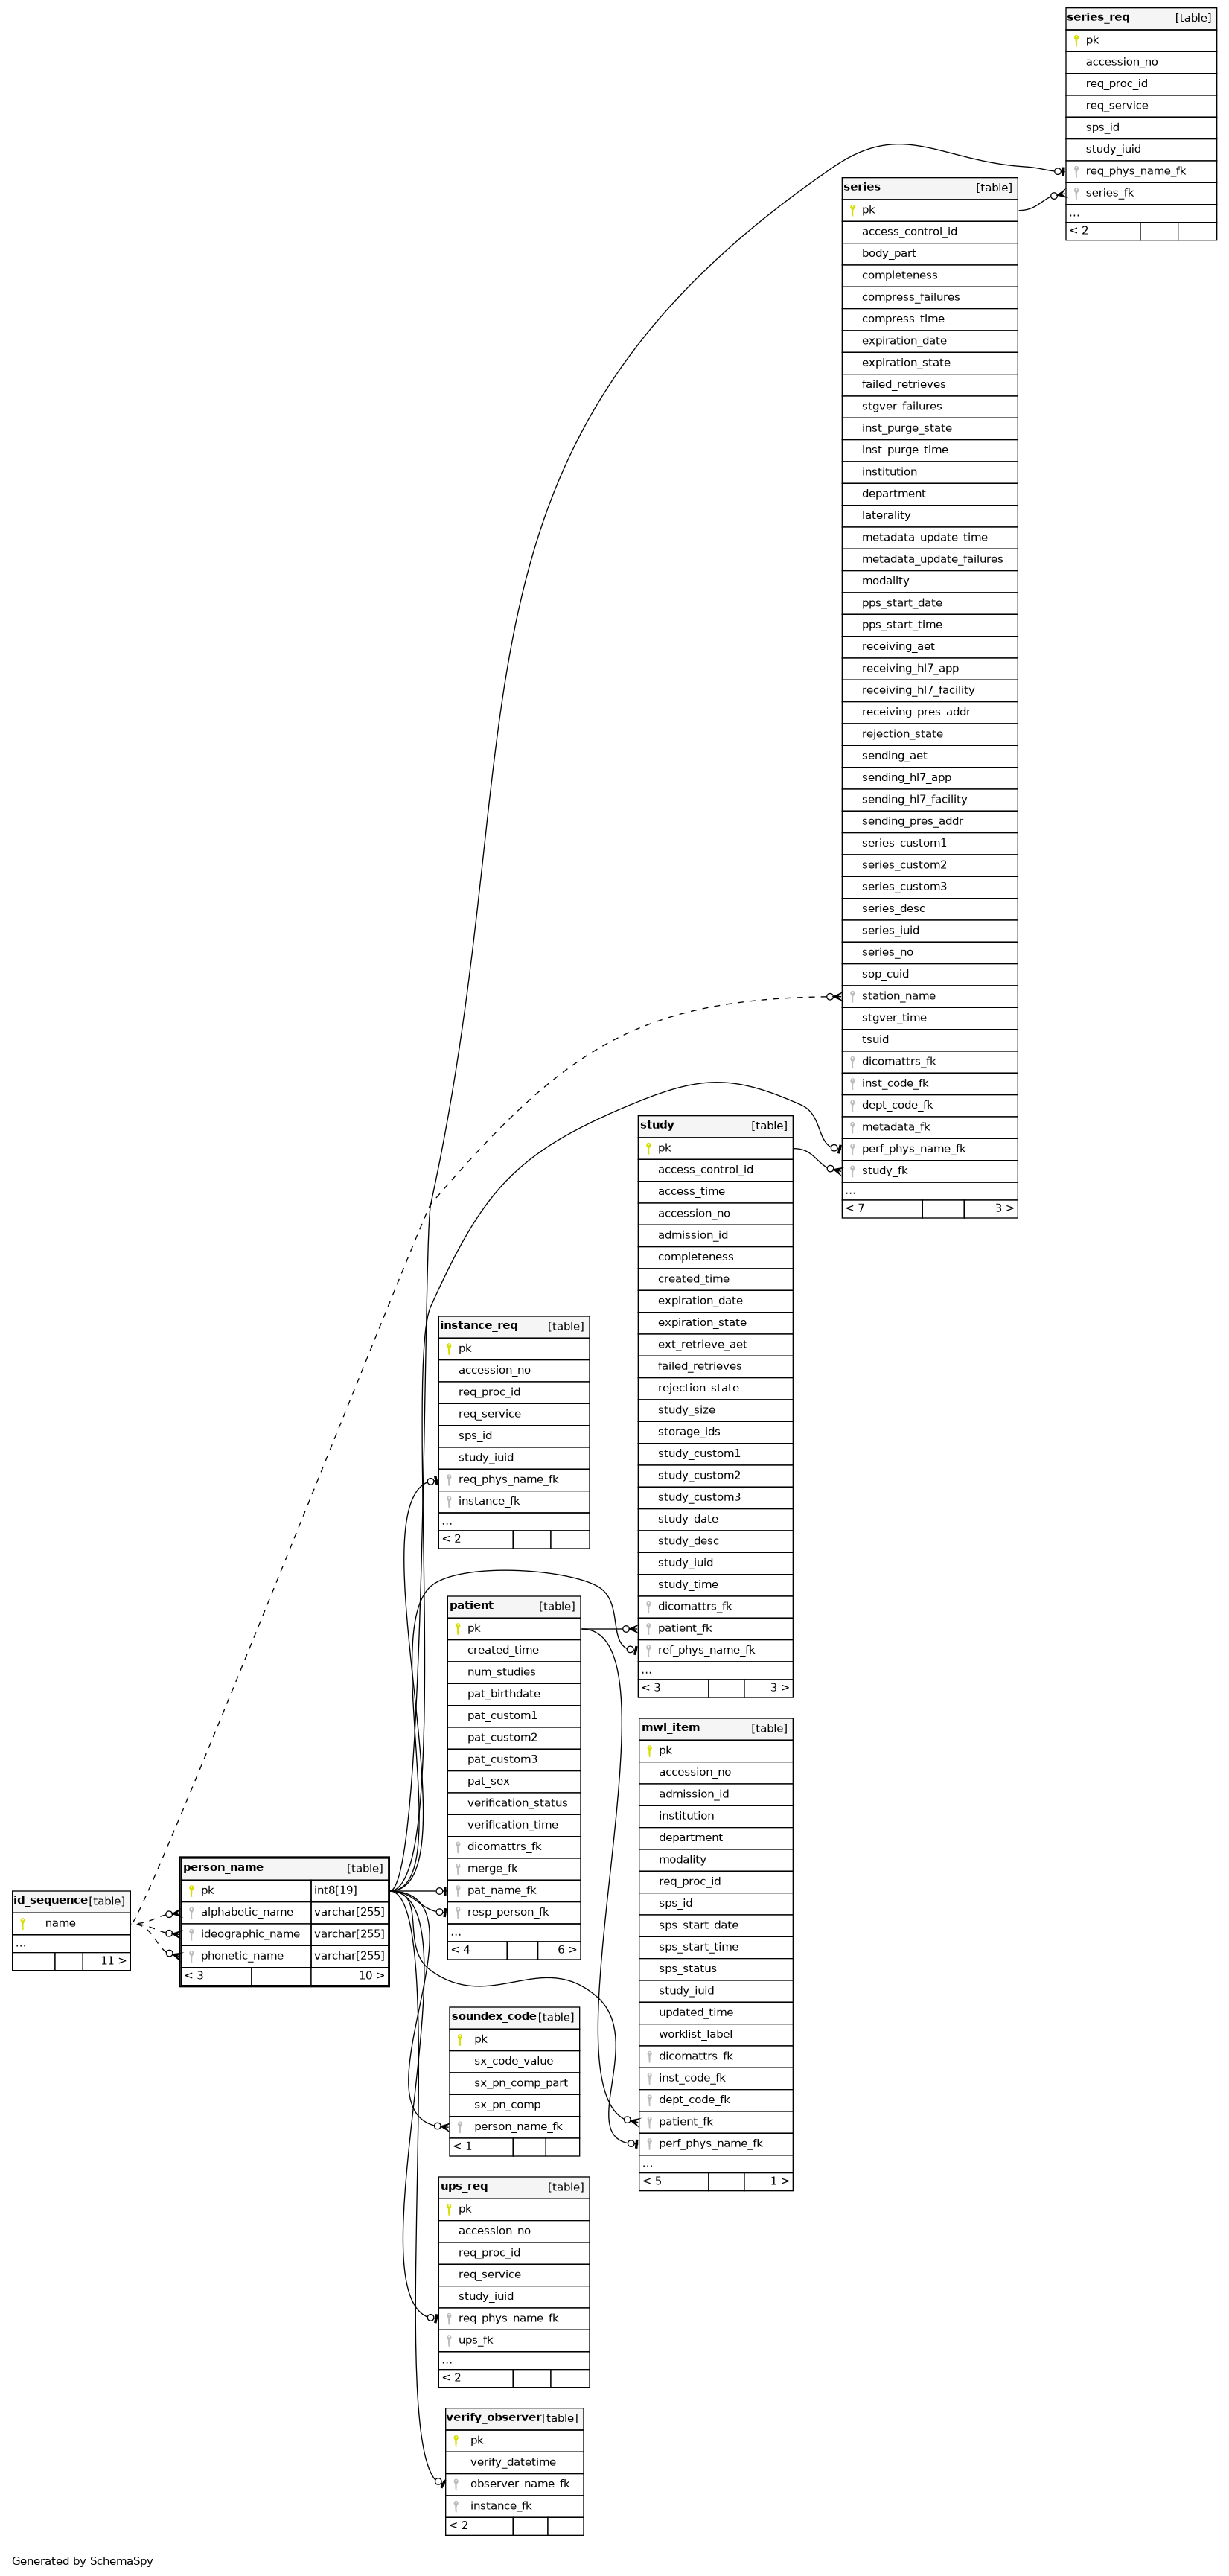 series_req [table]
pk
accession_no
req_proc_id
req_service
sps_id
study_iuid
req_phys_name_fk
series_fk
...
< 2
series [table]
pk
access_control_id
body_part
completeness
compress_failures
compress_time
expiration_date
expiration_state
failed_retrieves
stgver_failures
inst_purge_state
inst_purge_time
institution
department
laterality
metadata_update_time
metadata_update_failures
modality
pps_start_date
pps_start_time
receiving_aet
receiving_hl7_app
receiving_hl7_facility
receiving_pres_addr
rejection_state
sending_aet
sending_hl7_app
sending_hl7_facility
sending_pres_addr
series_custom1
series_custom2
series_custom3
series_desc
series_iuid
series_no
sop_cuid
station_name
stgver_time
tsuid
dicomattrs_fk
inst_code_fk
dept_code_fk
metadata_fk
perf_phys_name_fk
study_fk
...
< 7 3 >
study [table]
pk
access_control_id
access_time
accession_no
admission_id
completeness
created_time
expiration_date
expiration_state
ext_retrieve_aet
failed_retrieves
rejection_state
study_size
storage_ids
study_custom1
study_custom2
study_custom3
study_date
study_desc
study_iuid
study_time
dicomattrs_fk
patient_fk
ref_phys_name_fk
...
< 3 3 >
instance_req [table]
pk
accession_no
req_proc_id
req_service
sps_id
study_iuid
req_phys_name_fk
instance_fk
...
< 2
patient [table]
pk
created_time
num_studies
pat_birthdate
pat_custom1
pat_custom2
pat_custom3
pat_sex
verification_status
verification_time
dicomattrs_fk
merge_fk
pat_name_fk
resp_person_fk
...
< 4 6 >
mwl_item [table]
pk
accession_no
admission_id
institution
department
modality
req_proc_id
sps_id
sps_start_date
sps_start_time
sps_status
study_iuid
updated_time
worklist_label
dicomattrs_fk
inst_code_fk
dept_code_fk
patient_fk
perf_phys_name_fk
...
< 5 1 >
person_name [table]
pk int8[19]
alphabetic_name varchar[255]
ideographic_name varchar[255]
phonetic_name varchar[255]
< 3 10 >
id_sequence [table]
name
...
11 >
soundex_code [table]
pk
sx_code_value
sx_pn_comp_part
sx_pn_comp
person_name_fk
< 1
ups_req [table]
pk
accession_no
req_proc_id
req_service
study_iuid
req_phys_name_fk
ups_fk
...
< 2
verify_observer [table]
pk
verify_datetime
observer_name_fk
instance_fk
< 2
Generated by SchemaSpy